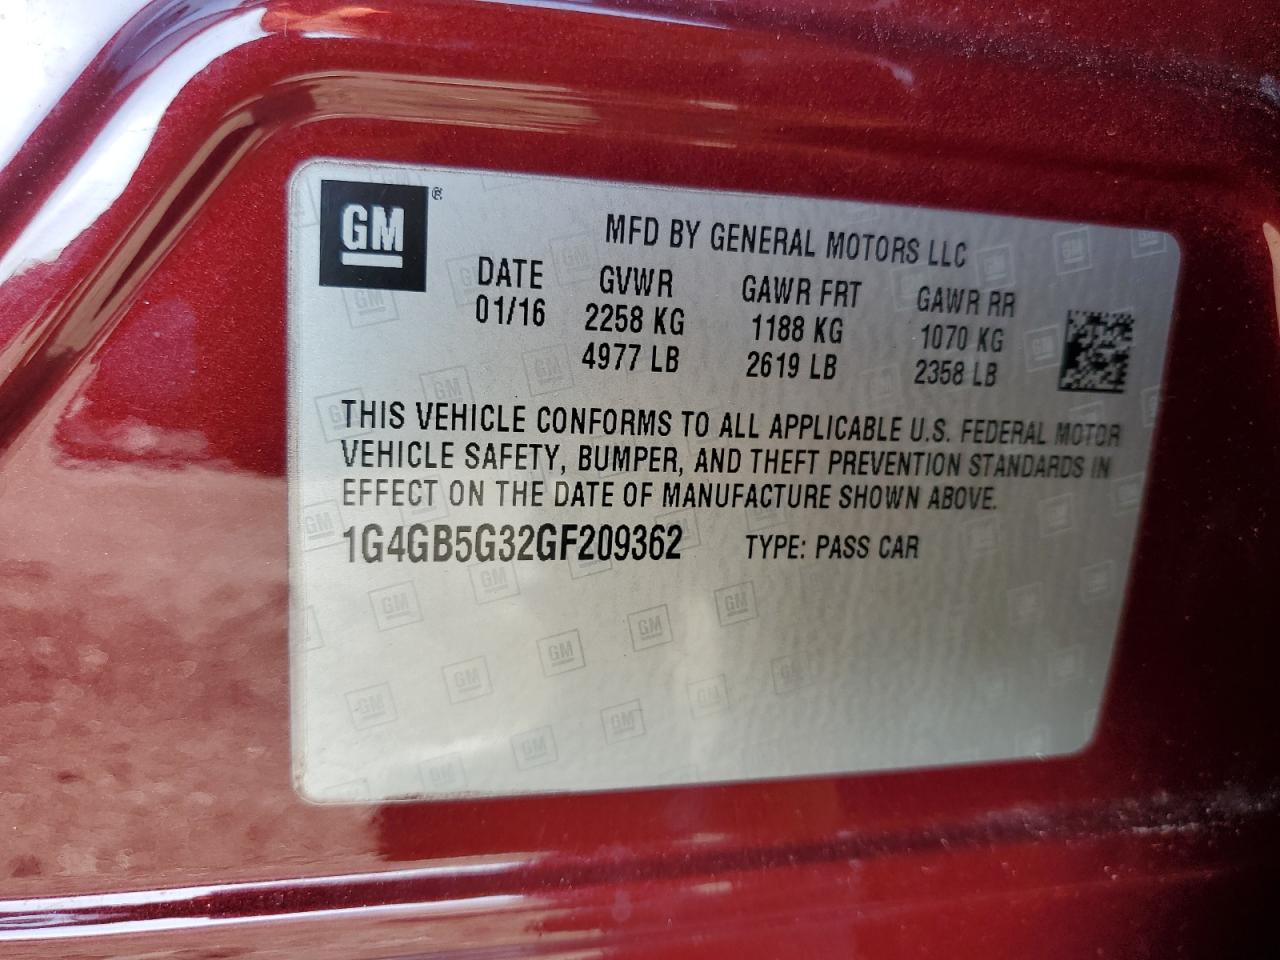 GM ®
MFD BY GENERAL MOTORS LLC
DATE GVWR GAWR FRT GAWR RR
01/16 2258 KG 1188 KG 1070 KG
4977 LB 2619 LB 2358 LB
THIS VEHICLE CONFORMS TO ALL APPLICABLE U.S. FEDERAL MOTOR
VEHICLE SAFETY, BUMPER, AND THEFT PREVENTION STANDARDS IN
EFFECT ON THE DATE OF MANUFACTURE SHOWN ABOVE.
1G4GB5G32GF209362 TYPE: PASS CAR